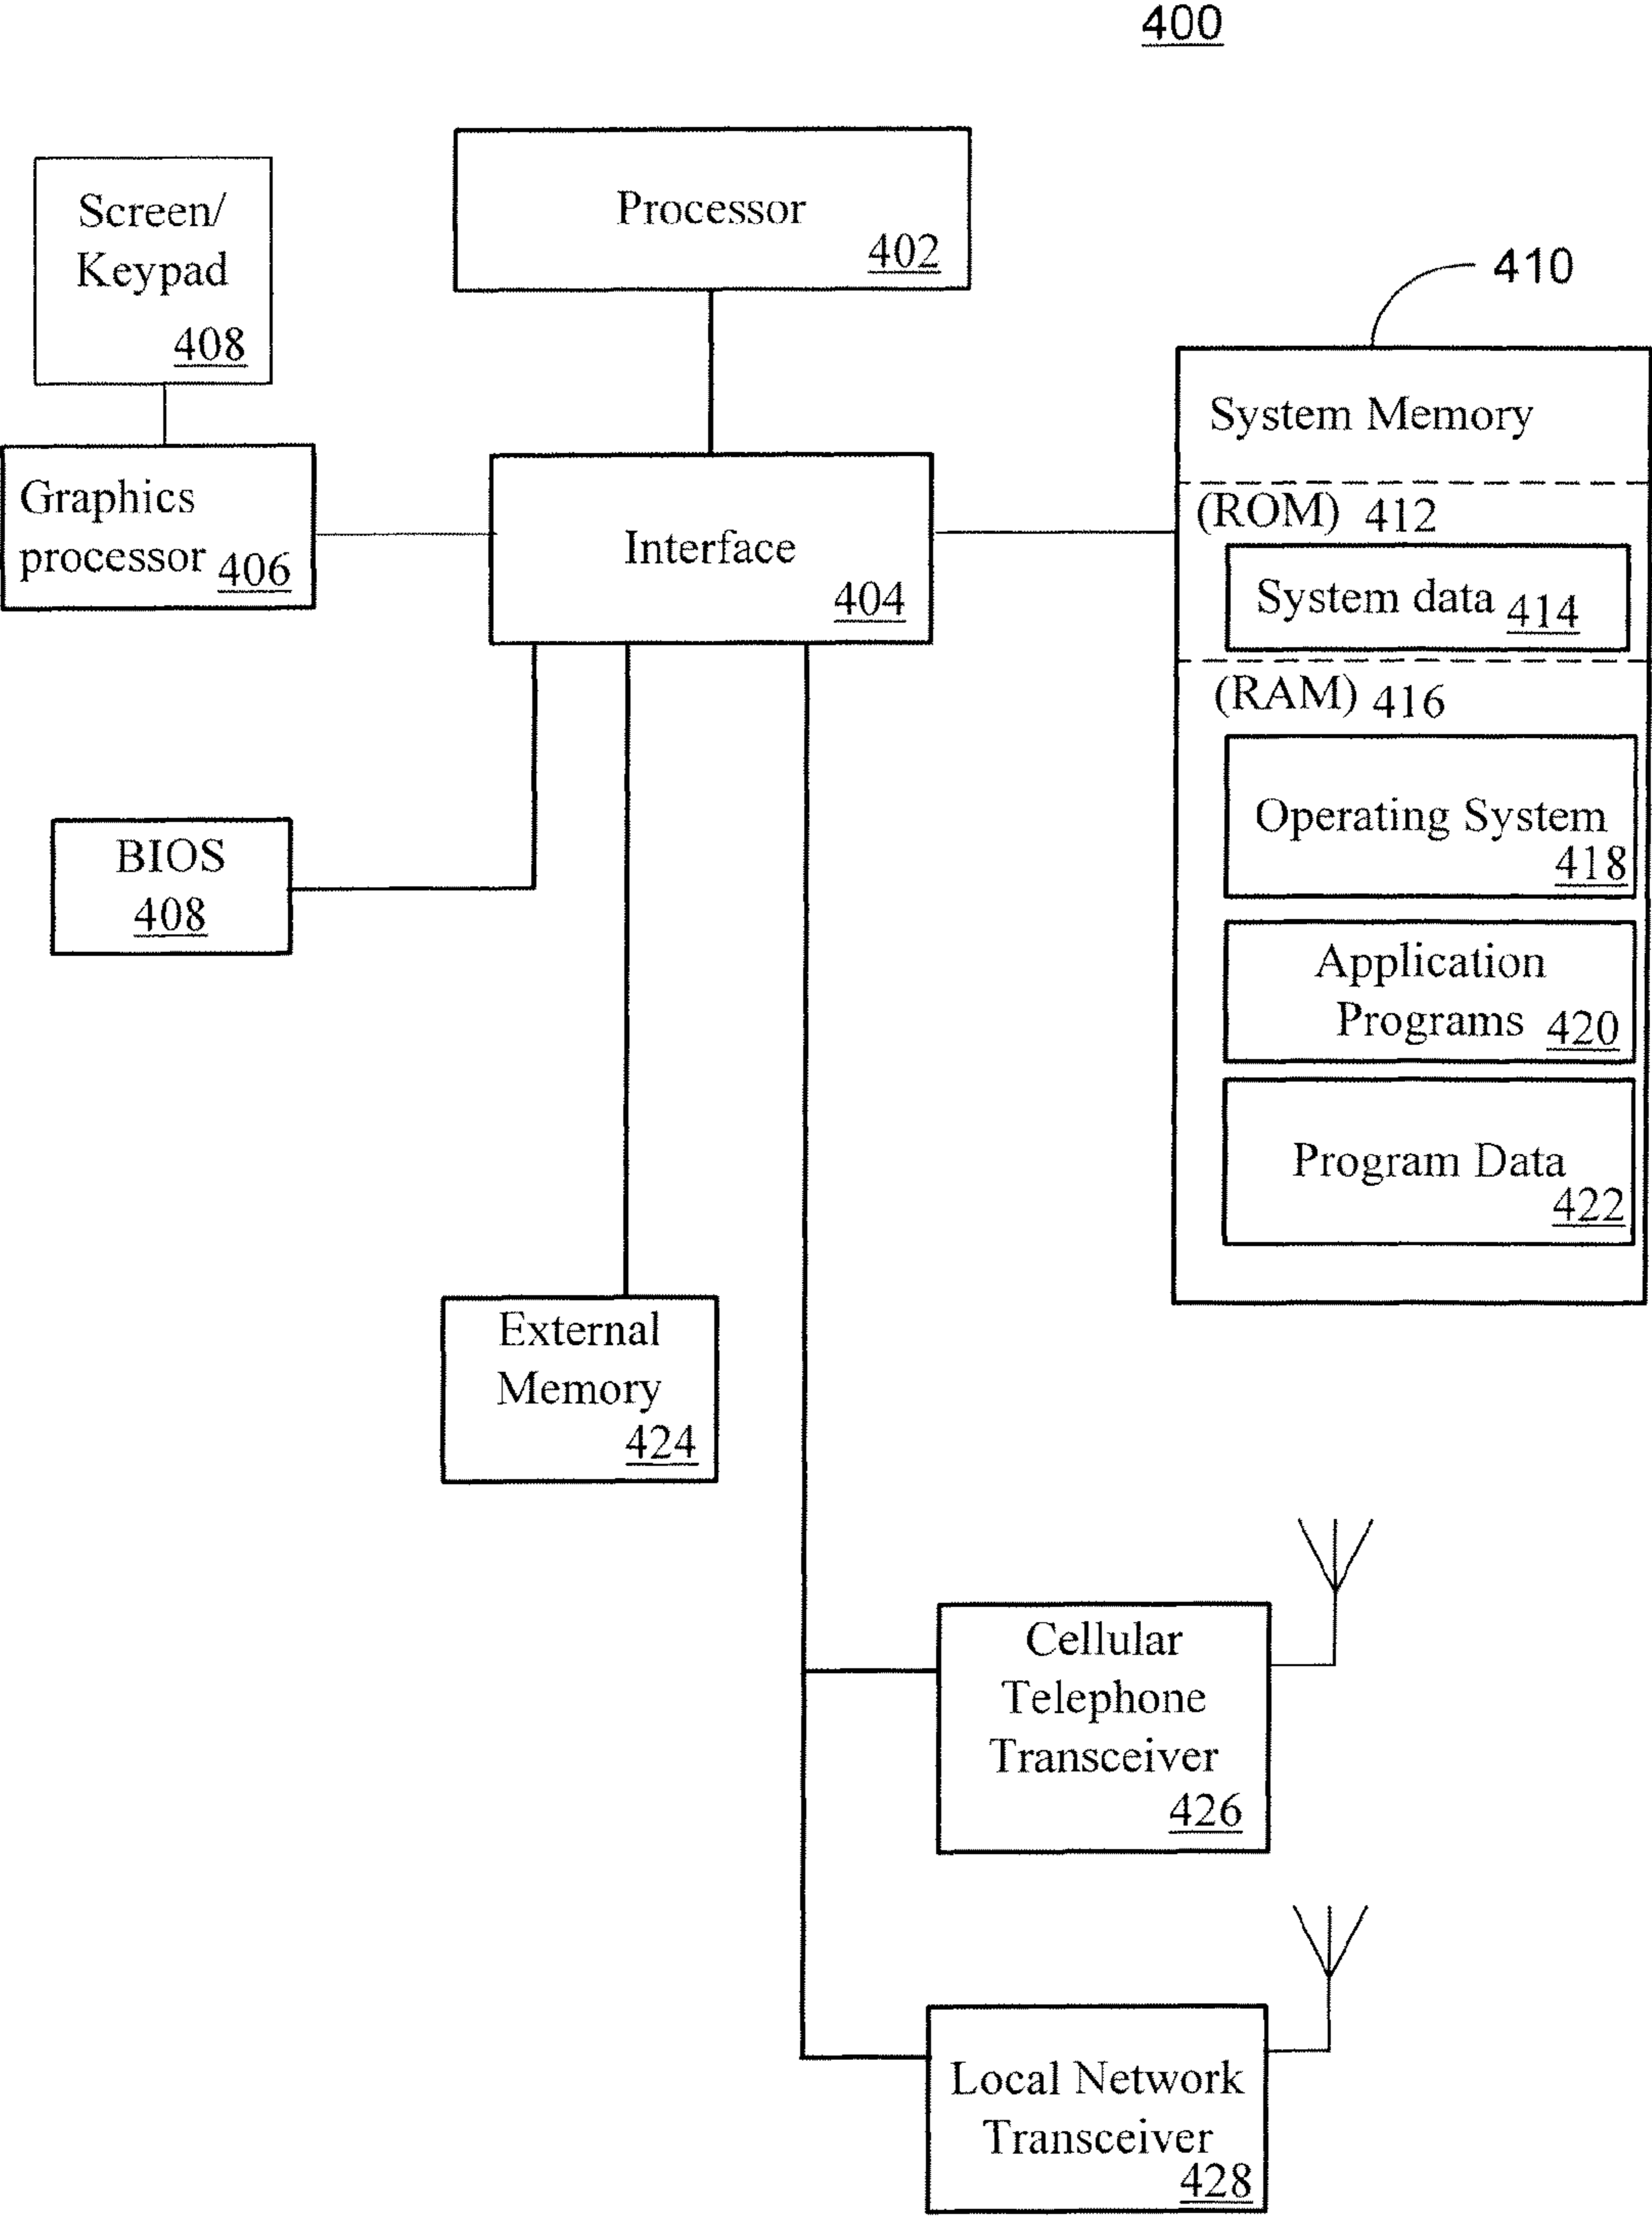 400
Screen/
Keypad
408
Processor
402
410
Graphics
processor 406
Interface
404
System Memory
(ROM) 412
System data 414
(RAM) 416
Operating System
418
Application
Programs 420
Program Data
422
BIOS
408
External
Memory
424
Cellular
Telephone
Transceiver
426
Local Network
Transceiver
428